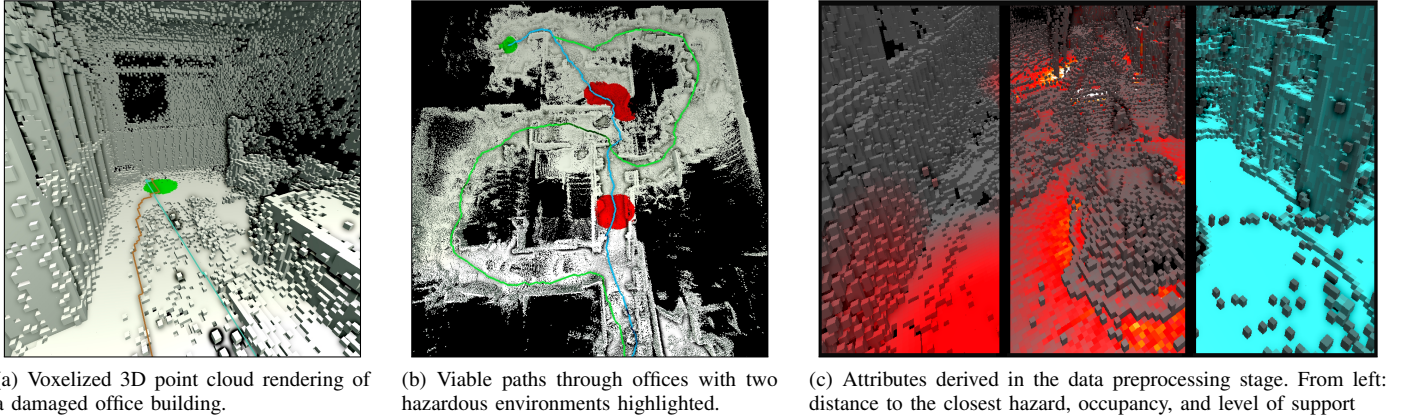 (a) Voxelized 3D point cloud rendering of
a damaged office building.
(b) Viable paths through offices with two
hazardous environments highlighted.
(c) Attributes derived in the data preprocessing stage. From left:
distance to the closest hazard, occupancy, and level of support